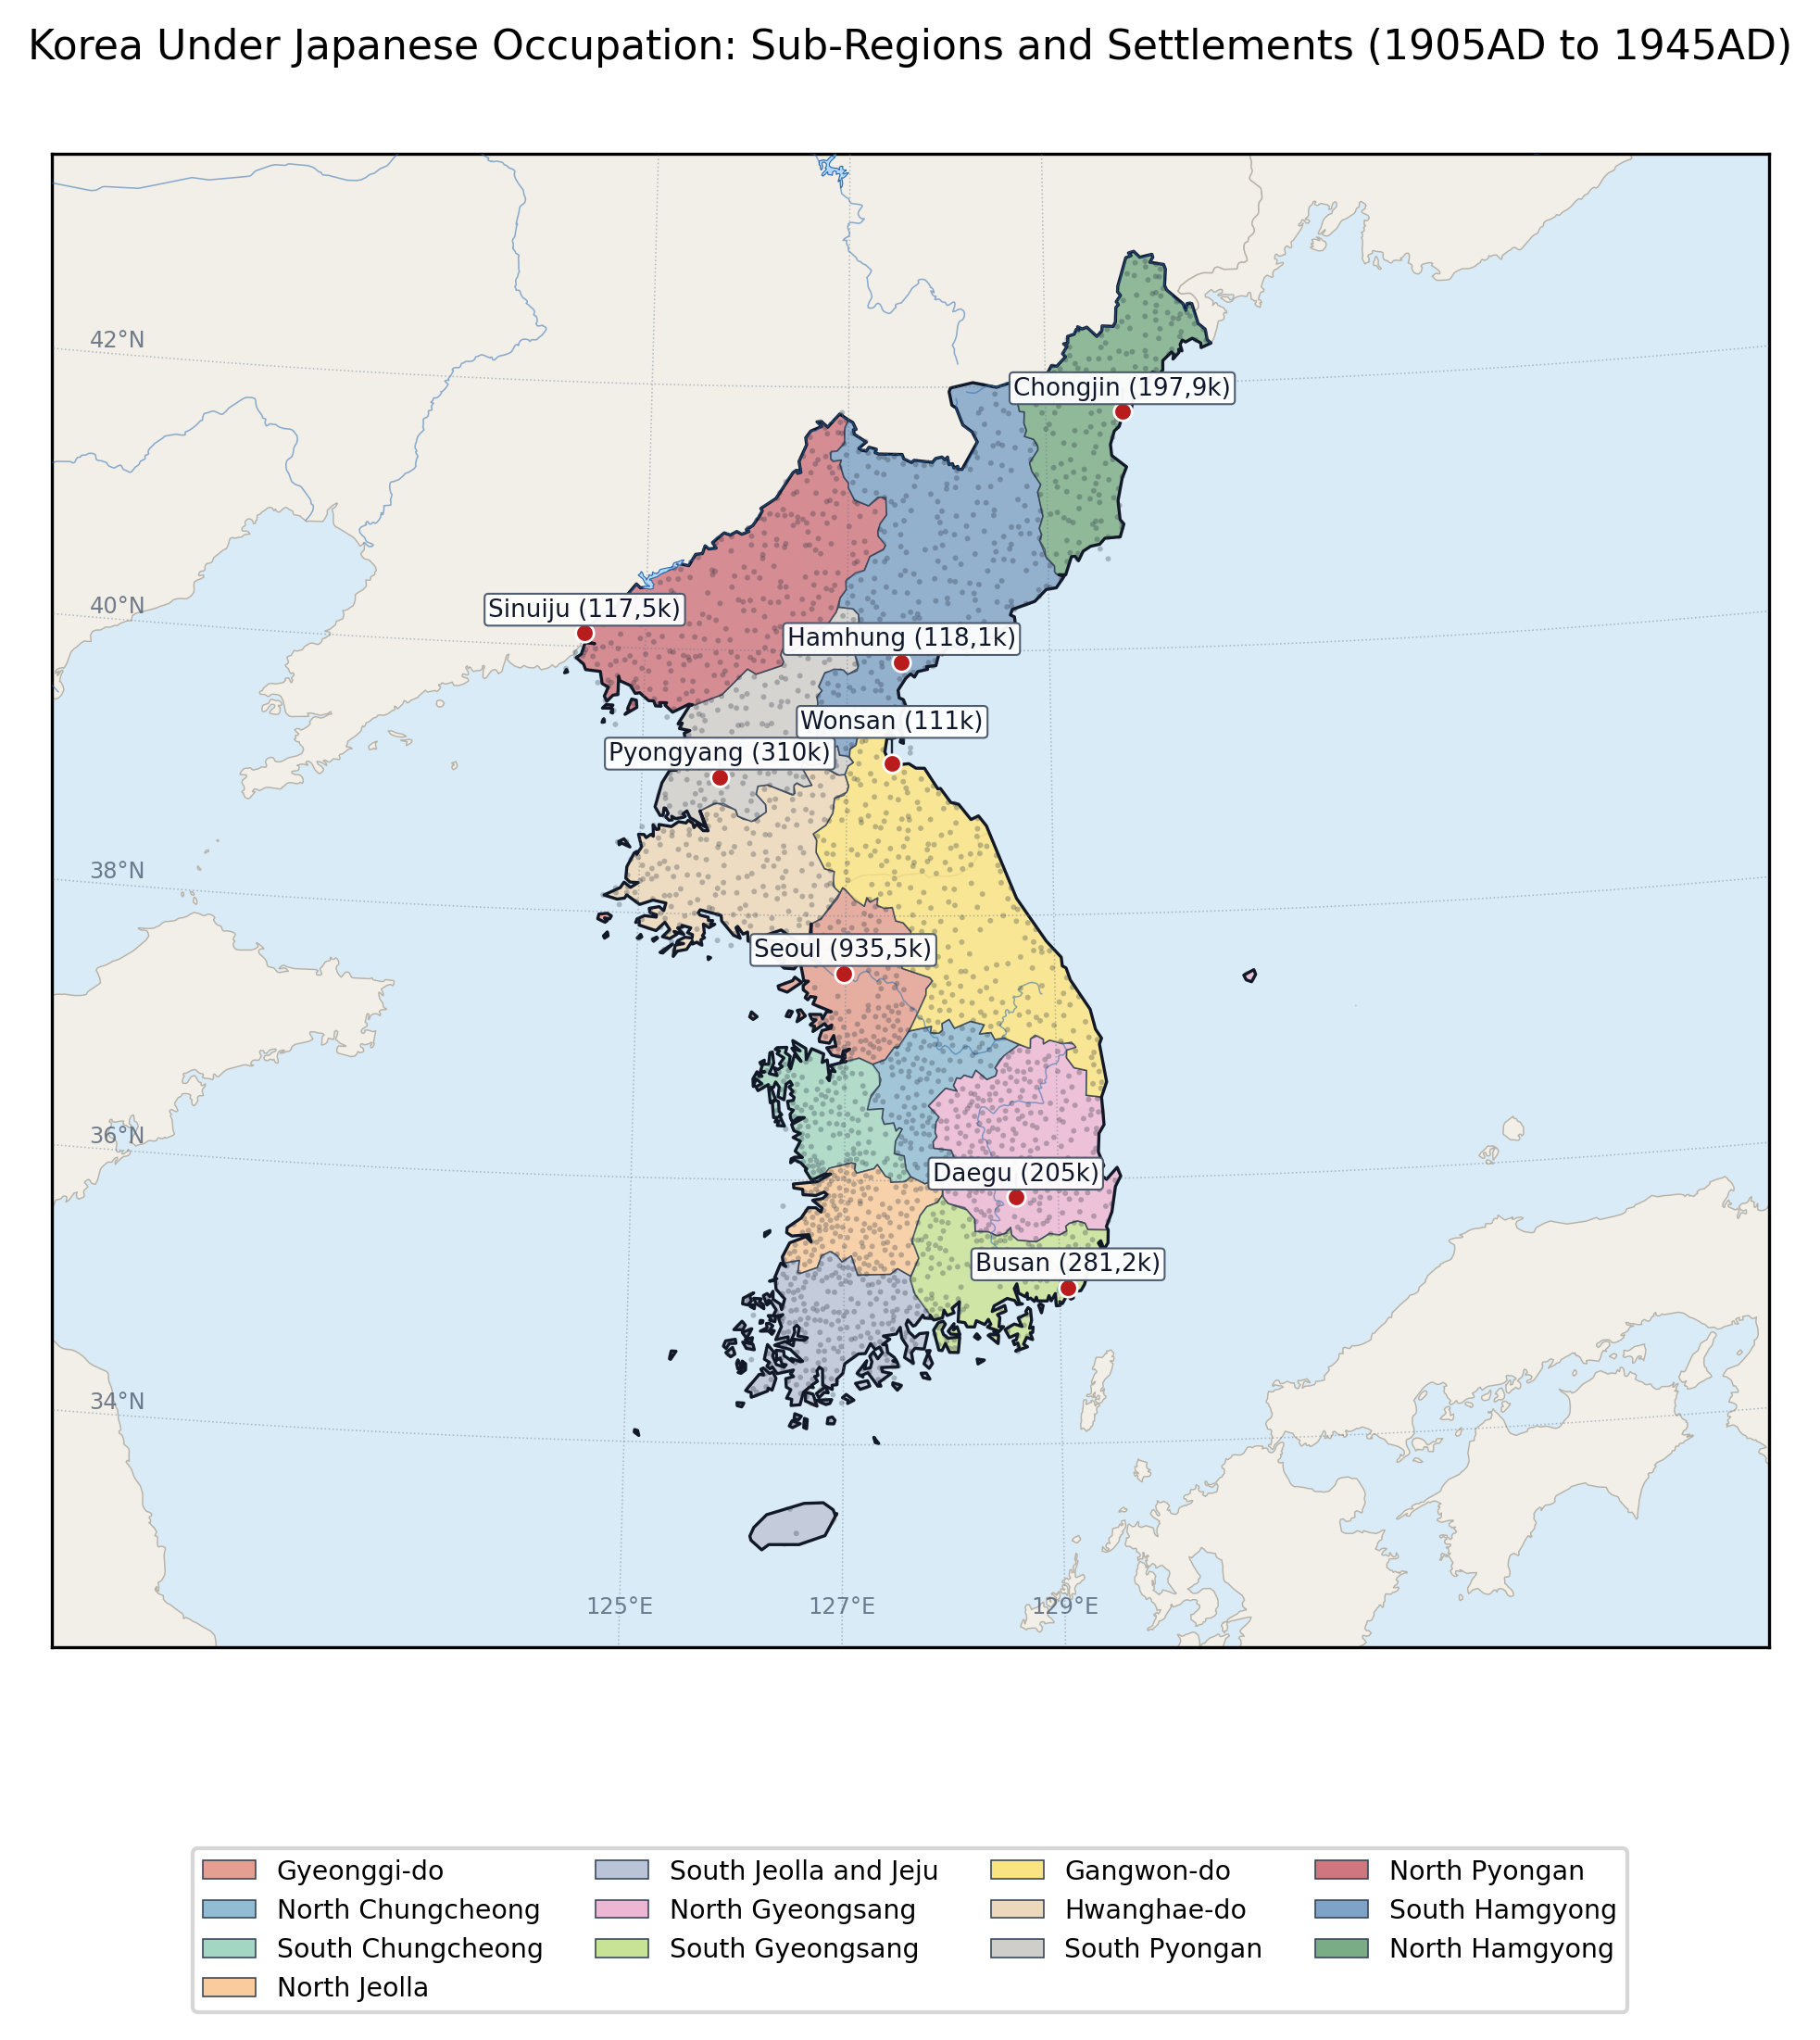 Korea Under Japanese Occupation: Sub-Regions and Settlements (1905AD to 1945AD)
42°N
Chongjin (197,9k)
40°N
Sinuiju (117,5k)
Hamhung (118,1k)
Wonsan (111k)
Pyongyang (310k)
38°N
Seoul (935,5k)
36°N
Daegu (205k)
Busan (281,2k)
34°N
125°E
127°E
129°E
Gyeonggi-do
North Chungcheong
South Chungcheong
North Jeolla
South Jeolla and Jeju
North Gyeongsang
South Gyeongsang
Gangwon-do
Hwanghae-do
South Pyongan
North Pyongan
South Hamgyong
North Hamgyong